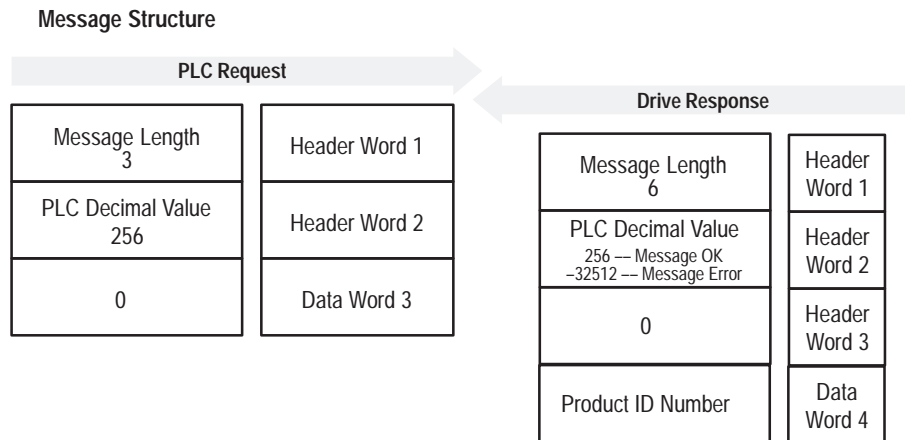 Message Structure
PLC Request
Drive Response
Message Length
3
Header Word 1
PLC Decimal Value
256
Header Word 2
0
Data Word 3
Message Length
6
Header
Word 1
PLC Decimal Value
256 –– Message OK
–32512 –– Message Error
Header
Word 2
0
Header
Word 3
Product ID Number
Data
Word 4